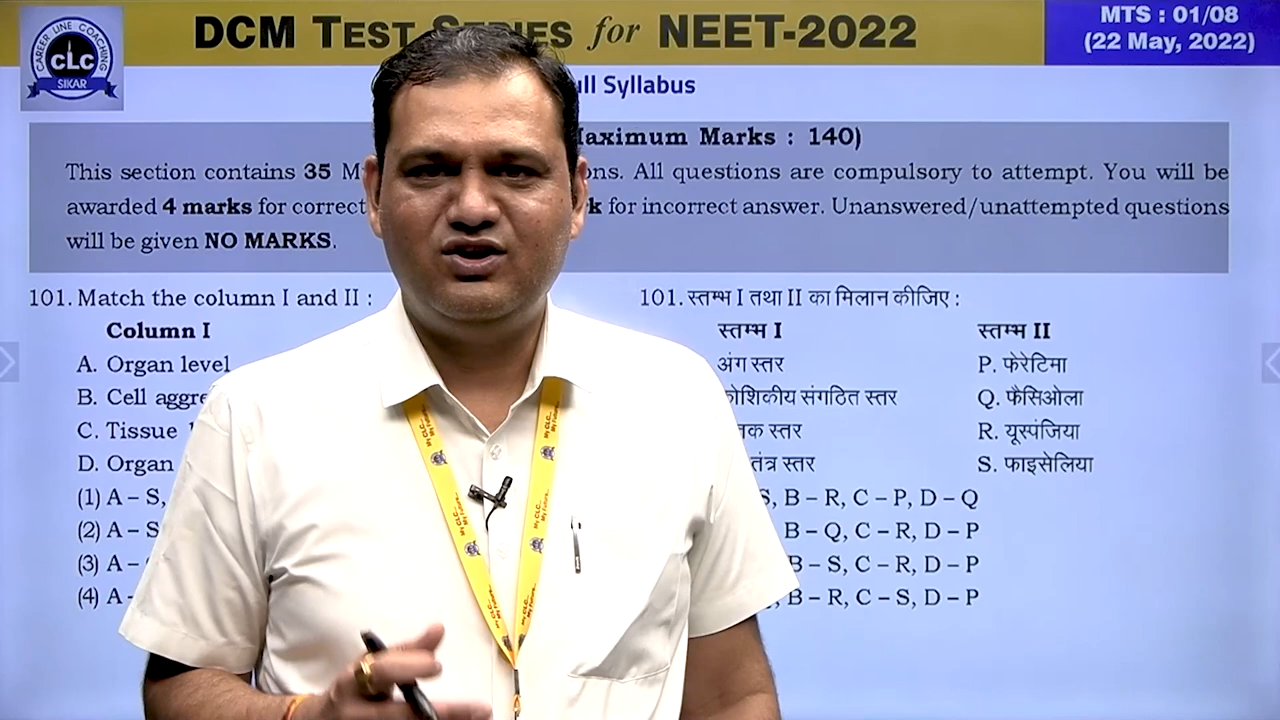 DCM TEST SERIES for NEET-2022
MTS : 01/08
(22 May, 2022)
CAREER LINE COACHING
CLC
SIKAR
Syllabus
Maximum Marks : 140)
This section contains 35 All questions are compulsory to attempt. You will be
awarded 4 marks for correct for incorrect answer. Unanswered/unattempted questions
will be given NO MARKS.
101. Match the column I and II :
Column I
A. Organ level
B. Cell
C. Tissue
D. Organ
(1) A – S,
(2) A – S
(3) A –
(4) A-
101. स्तम्भ I तथा II का मिलान कीजिए :
स्तम्भ I स्तम्भ II
अंग स्तर P. फेरेटिमा
कोशिकीय संगठित स्तर Q. फैसिओला
स्तर R. यूस्पंजिया
स्तर S. फाइसेलिया
S, B – R, C – P, D – Q
B – Q, C – R, D – P
B – S, C – R, D – P
B – R, C – S, D – P
My CLC... My Future...